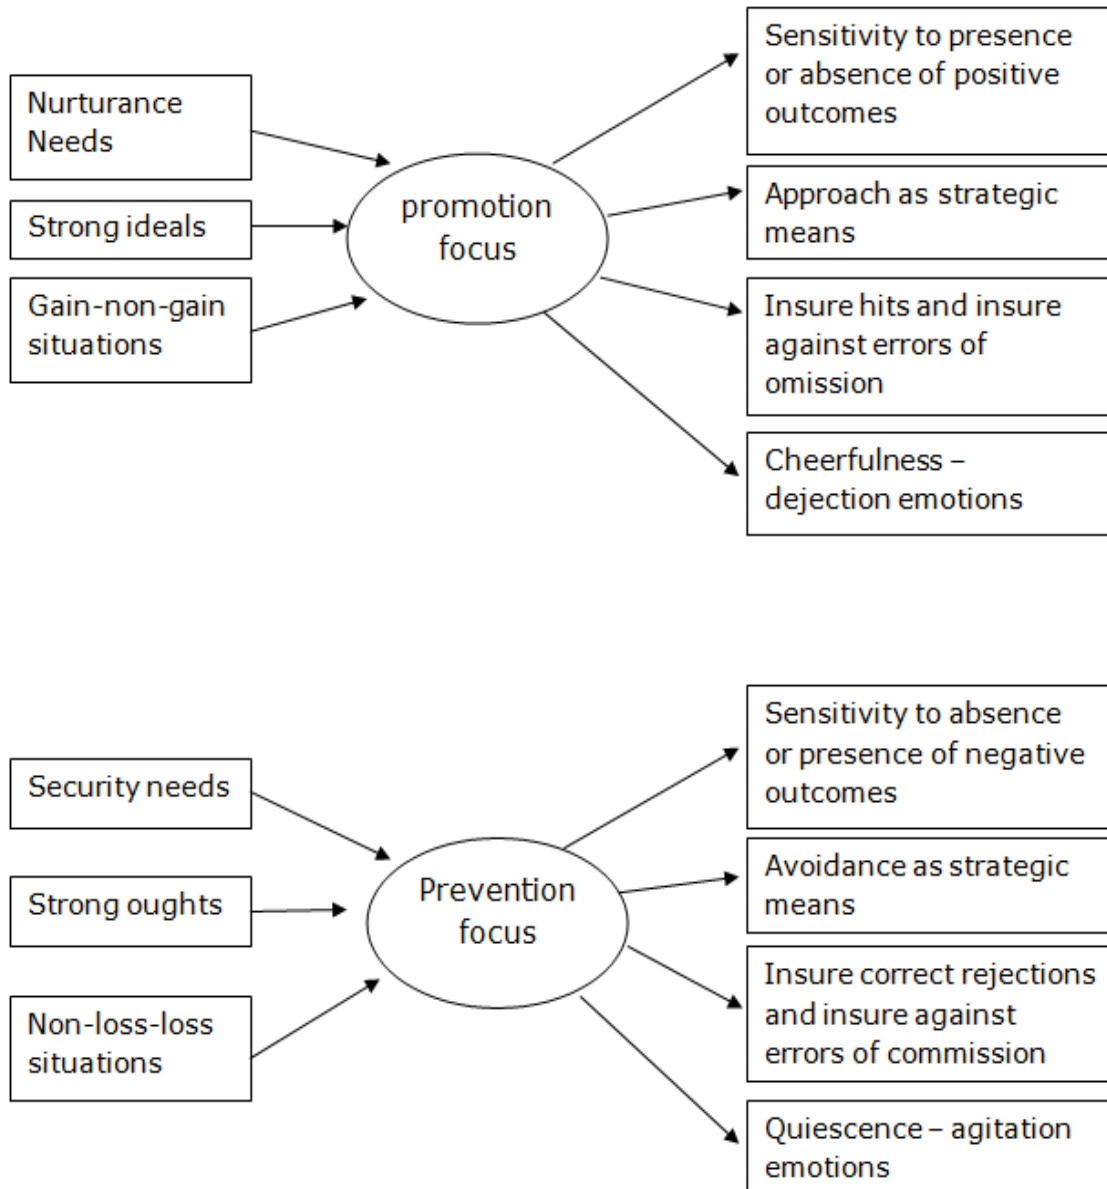 Nurturance
Needs
Strong ideals
Gain-non-gain
situations
promotion
focus
Sensitivity to presence
or absence of positive
outcomes
Approach as strategic
means
Insure hits and insure
against errors of
omission
Cheerfulness –
dejection emotions
Security needs
Strong oughts
Non-loss-loss
situations
Prevention
focus
Sensitivity to absence
or presence of negative
outcomes
Avoidance as strategic
means
Insure correct rejections
and insure against
errors of commission
Quiescence – agitation
emotions